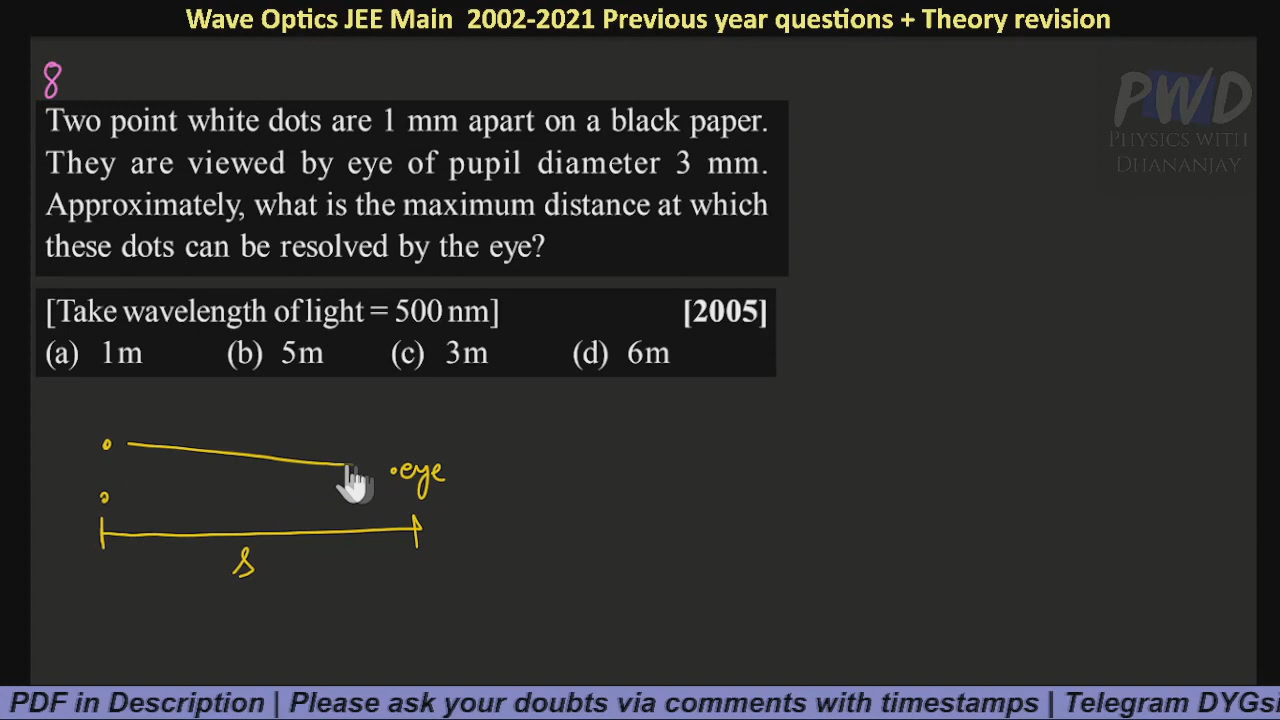 Wave Optics JEE Main 2002-2021 Previous year questions + Theory revision
8
PWD
PHYSICS WITH
DHANANJAY
Two point white dots are 1 mm apart on a black paper.
They are viewed by eye of pupil diameter 3 mm.
Approximately, what is the maximum distance at which
these dots can be resolved by the eye?
[Take wavelength of light = 500 nm] [2005]
(a) 1m (b) 5m (c) 3m (d) 6m
eye
s
PDF in Description | Please ask your doubts via comments with timestamps | Telegram DYGs